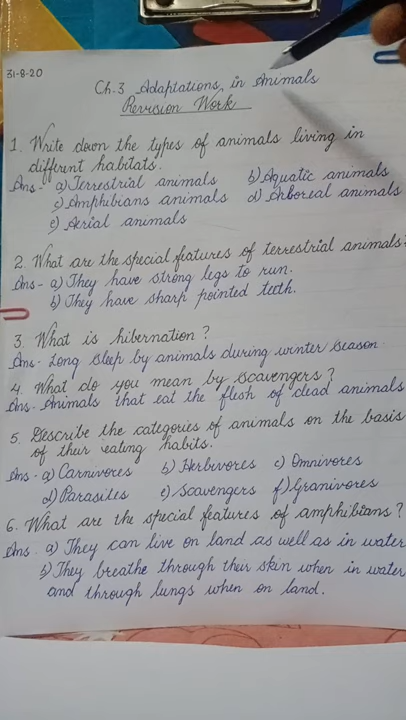 31-8-20
Ch.3 Adaptations in Animals
Revision Work
1. Write down the types of animals living in
different habitats.
Ans- a) Terrestrial animals b) Aquatic animals
c) Amphibians animals d) Arboreal animals
e) Aerial animals
2. What are the special features of terrestrial animals?
Ans- a) They have strong legs to run.
b) They have sharp pointed teeth.
3. What is hibernation?
Ans- Long sleep by animals during winter season.
4. What do you mean by scavengers?
Ans- Animals that eat the flesh of dead animals
5. Describe the categories of animals on the basis
of their eating habits.
Ans- a) Carnivores b) Herbivores c) Omnivores
d) Parasites e) Scavengers f) Granivores
6. What are the special features of amphibians?
Ans. a) They can live on land as well as in water
b) They breathe through their skin when in water
and through lungs when on land.